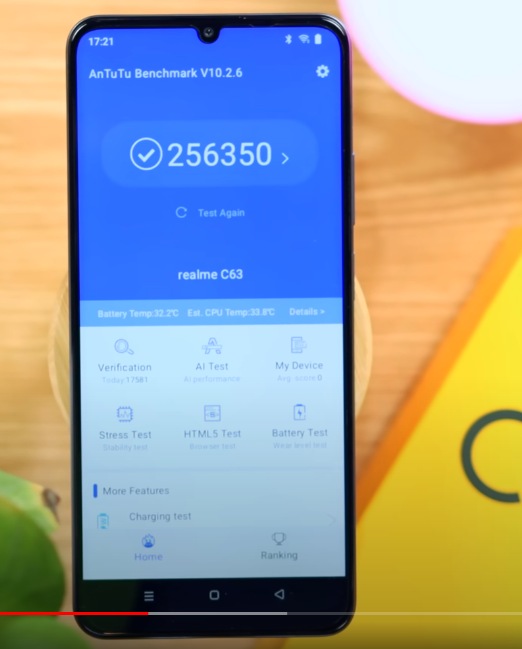 17:21
AnTuTu Benchmark V10.2.6
256350 >
Test Again
realme C63
Battery Temp:32.2℃ Est. CPU Temp:33.8℃ Details >
Verification AI Test My Device
Today:17581 AI performance Avg. score:0
Stress Test HTML5 Test Battery Test
Stability test Browser test Wear level test
More Features
Charging test
Home Ranking